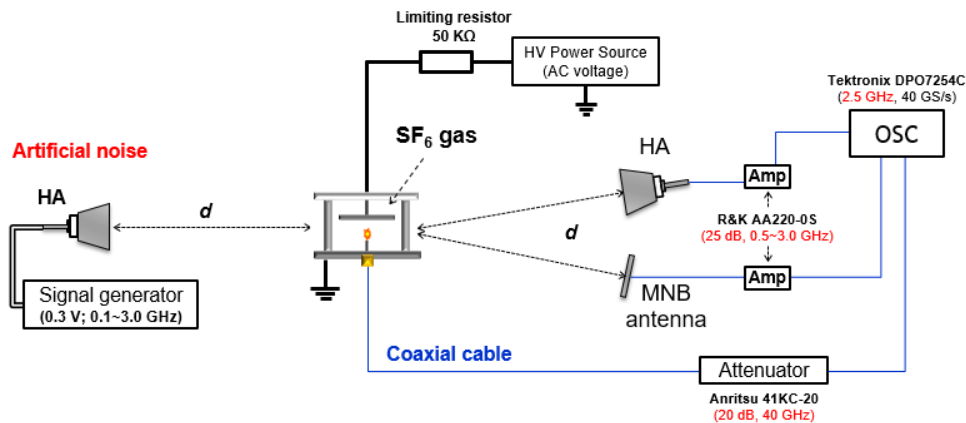 Limiting resistor
50 KΩ
HV Power Source
(AC voltage)
Tektronix DPO7254C
(2.5 GHz, 40 GS/s)
OSC
SF6 gas
Artificial noise
HA
HA
Amp
d
d
R&K AA220-0S
(25 dB, 0.5~3.0 GHz)
Amp
MNB
antenna
Signal generator
(0.3 V; 0.1~3.0 GHz)
Coaxial cable
Attenuator
Anritsu 41KC-20
(20 dB, 40 GHz)